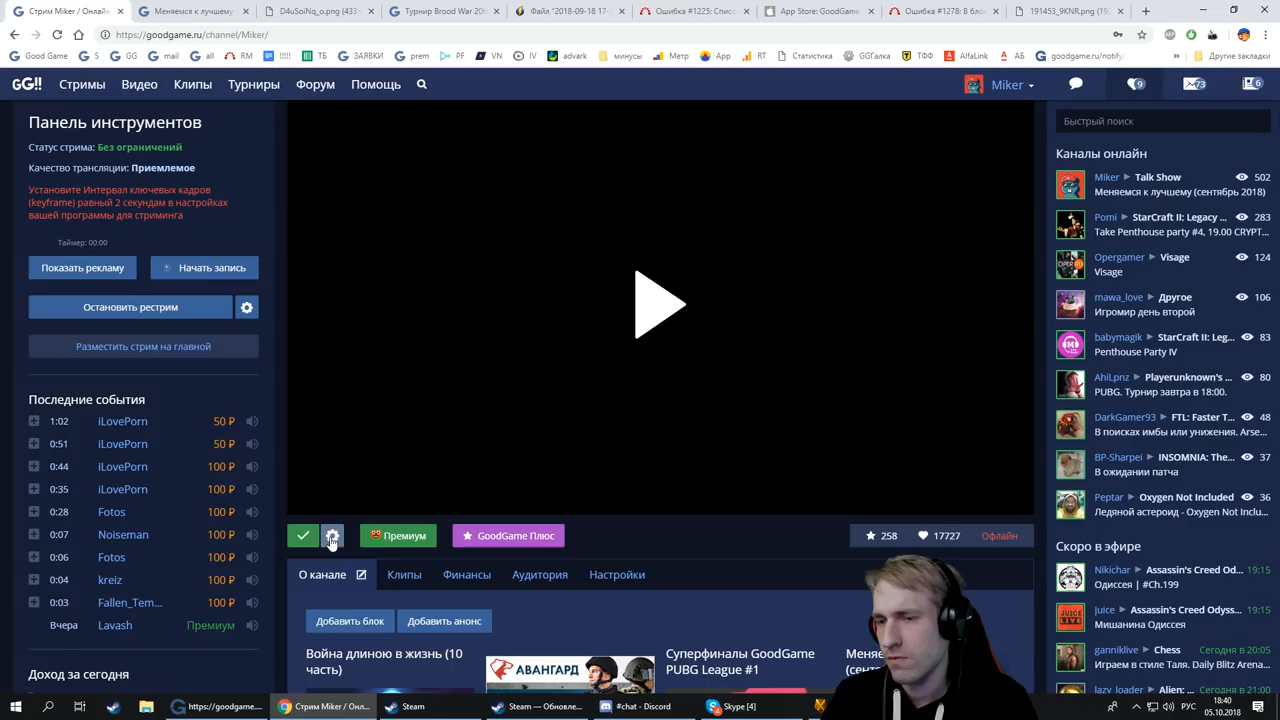 Стрим Miker / Онлай
Меняемся к лучшему
D4uSoiNq_o.png (433×
Турнир Brood War 20
Файл "2018-09-18 17-
Ошибка #1225: Списо
App Store: GoodGame
Ошибка #1278: В блок
191453_9KNR.png (19
https://goodgame.ru/channel/Miker/
Good Game
S
GG
mail
RM
!!!!
ТБ
ЗАЯВКИ
prem
PF
VN
IV
advark
минусы
Метр
App
RT
Статистика
GGГалка
ТФФ
AlfaLink
АБ
goodgame.ru/notify
Другие закладки
GG!!
Стримы
Видео
Клипы
Турниры
Форум
Помощь
Miker
9
73
6
Панель инструментов
Статус стрима: Без ограничений
Качество трансляции: Приемлемое
Установите Интервал ключевых кадров
(keyframe) равный 2 секундам в настройках
вашей программы для стриминга
Таймер: 00:00
Показать рекламу
Начать запись
Остановить рестрим
Разместить стрим на главной
Последние события
1:02 iLovePorn 50 ₽
0:51 iLovePorn 50 ₽
0:44 iLovePorn 100 ₽
0:35 iLovePorn 100 ₽
0:28 Fotos 100 ₽
0:07 Noiseman 100 ₽
0:06 Fotos 100 ₽
0:04 kreiz 100 ₽
0:03 Fallen_Tem... 100 ₽
Вчера Lavash Премиум
Доход за сегодня
Премиум
GoodGame Плюс
258
17727
Офлайн
О канале
Клипы
Финансы
Аудитория
Настройки
Добавить блок
Добавить анонс
Война длиною в жизнь (10
часть)
АВАНГАРД
Суперфиналы GoodGame
PUBG League #1
Меня
(сент
Быстрый поиск
Каналы онлайн
Miker Talk Show 502
Меняемся к лучшему (сентябрь 2018)
Pomi StarCraft II: Legacy ... 283
Take Penthouse party #4, 19.00 CRYPT...
Opergamer Visage 124
Visage
mawa_love Другое 106
Игромир день второй
babymagik StarCraft II: Leg... 83
Penthouse Party IV
AhiLpnz Playerunknown's ... 80
PUBG. Турнир завтра в 18:00.
DarkGamer93 FTL: Faster T... 48
В поисках имбы или унижения. Arse...
BP-Sharpei INSOMNIA: The... 37
В ожидании патча
Peptar Oxygen Not Included 36
Ледяной астероид - Oxygen Not Inclu...
Скоро в эфире
Nikichar Assassin's Creed Od... 19:15
Одиссея | #Ch.199
Juice Assassin's Creed Odyss... 19:15
Мишанина Одиссея
ganniklive Chess Сегодня в 20:05
Играем в стиле Таля. Daily Blitz Arena...
lazy_loader Alien: ... Сегодня в 21:00
https://goodgame....
Стрим Miker / Онл...
Steam
Steam — Обновле...
#chat - Discord
Skype [4]
РУС
18:40
05.10.2018